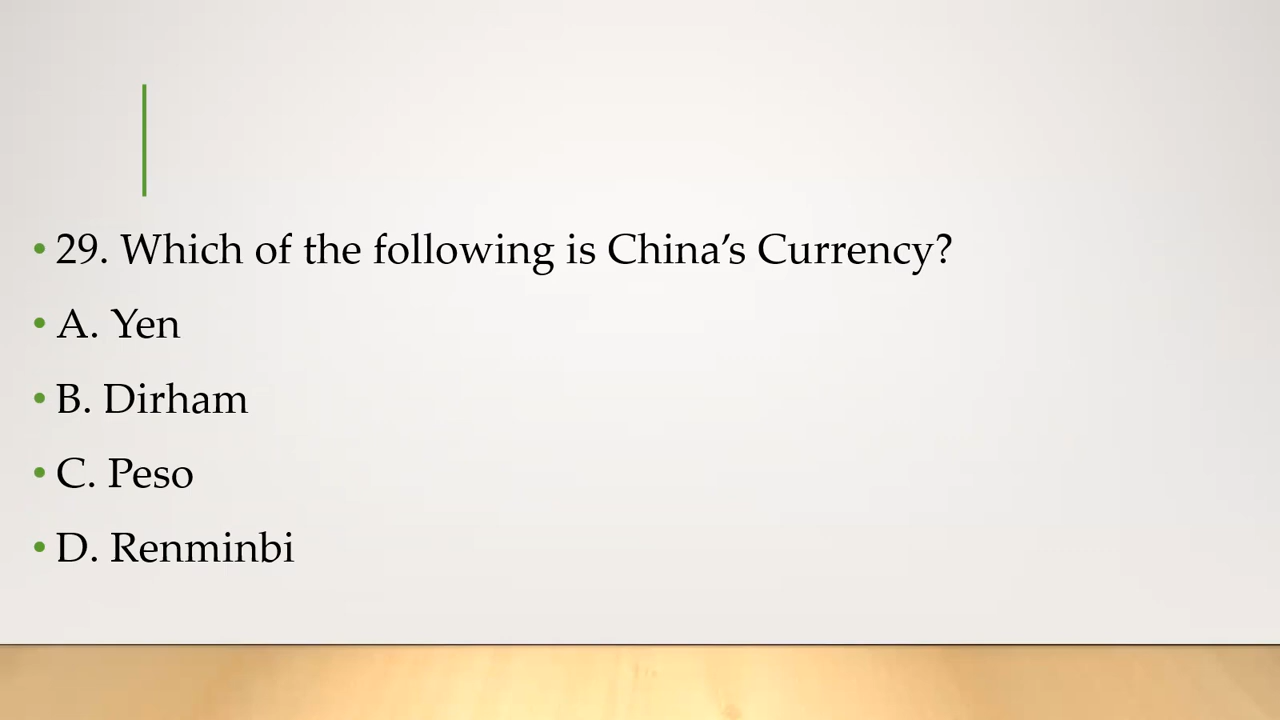 • 29. Which of the following is China’s Currency?
• A. Yen
• B. Dirham
• C. Peso
• D. Renminbi